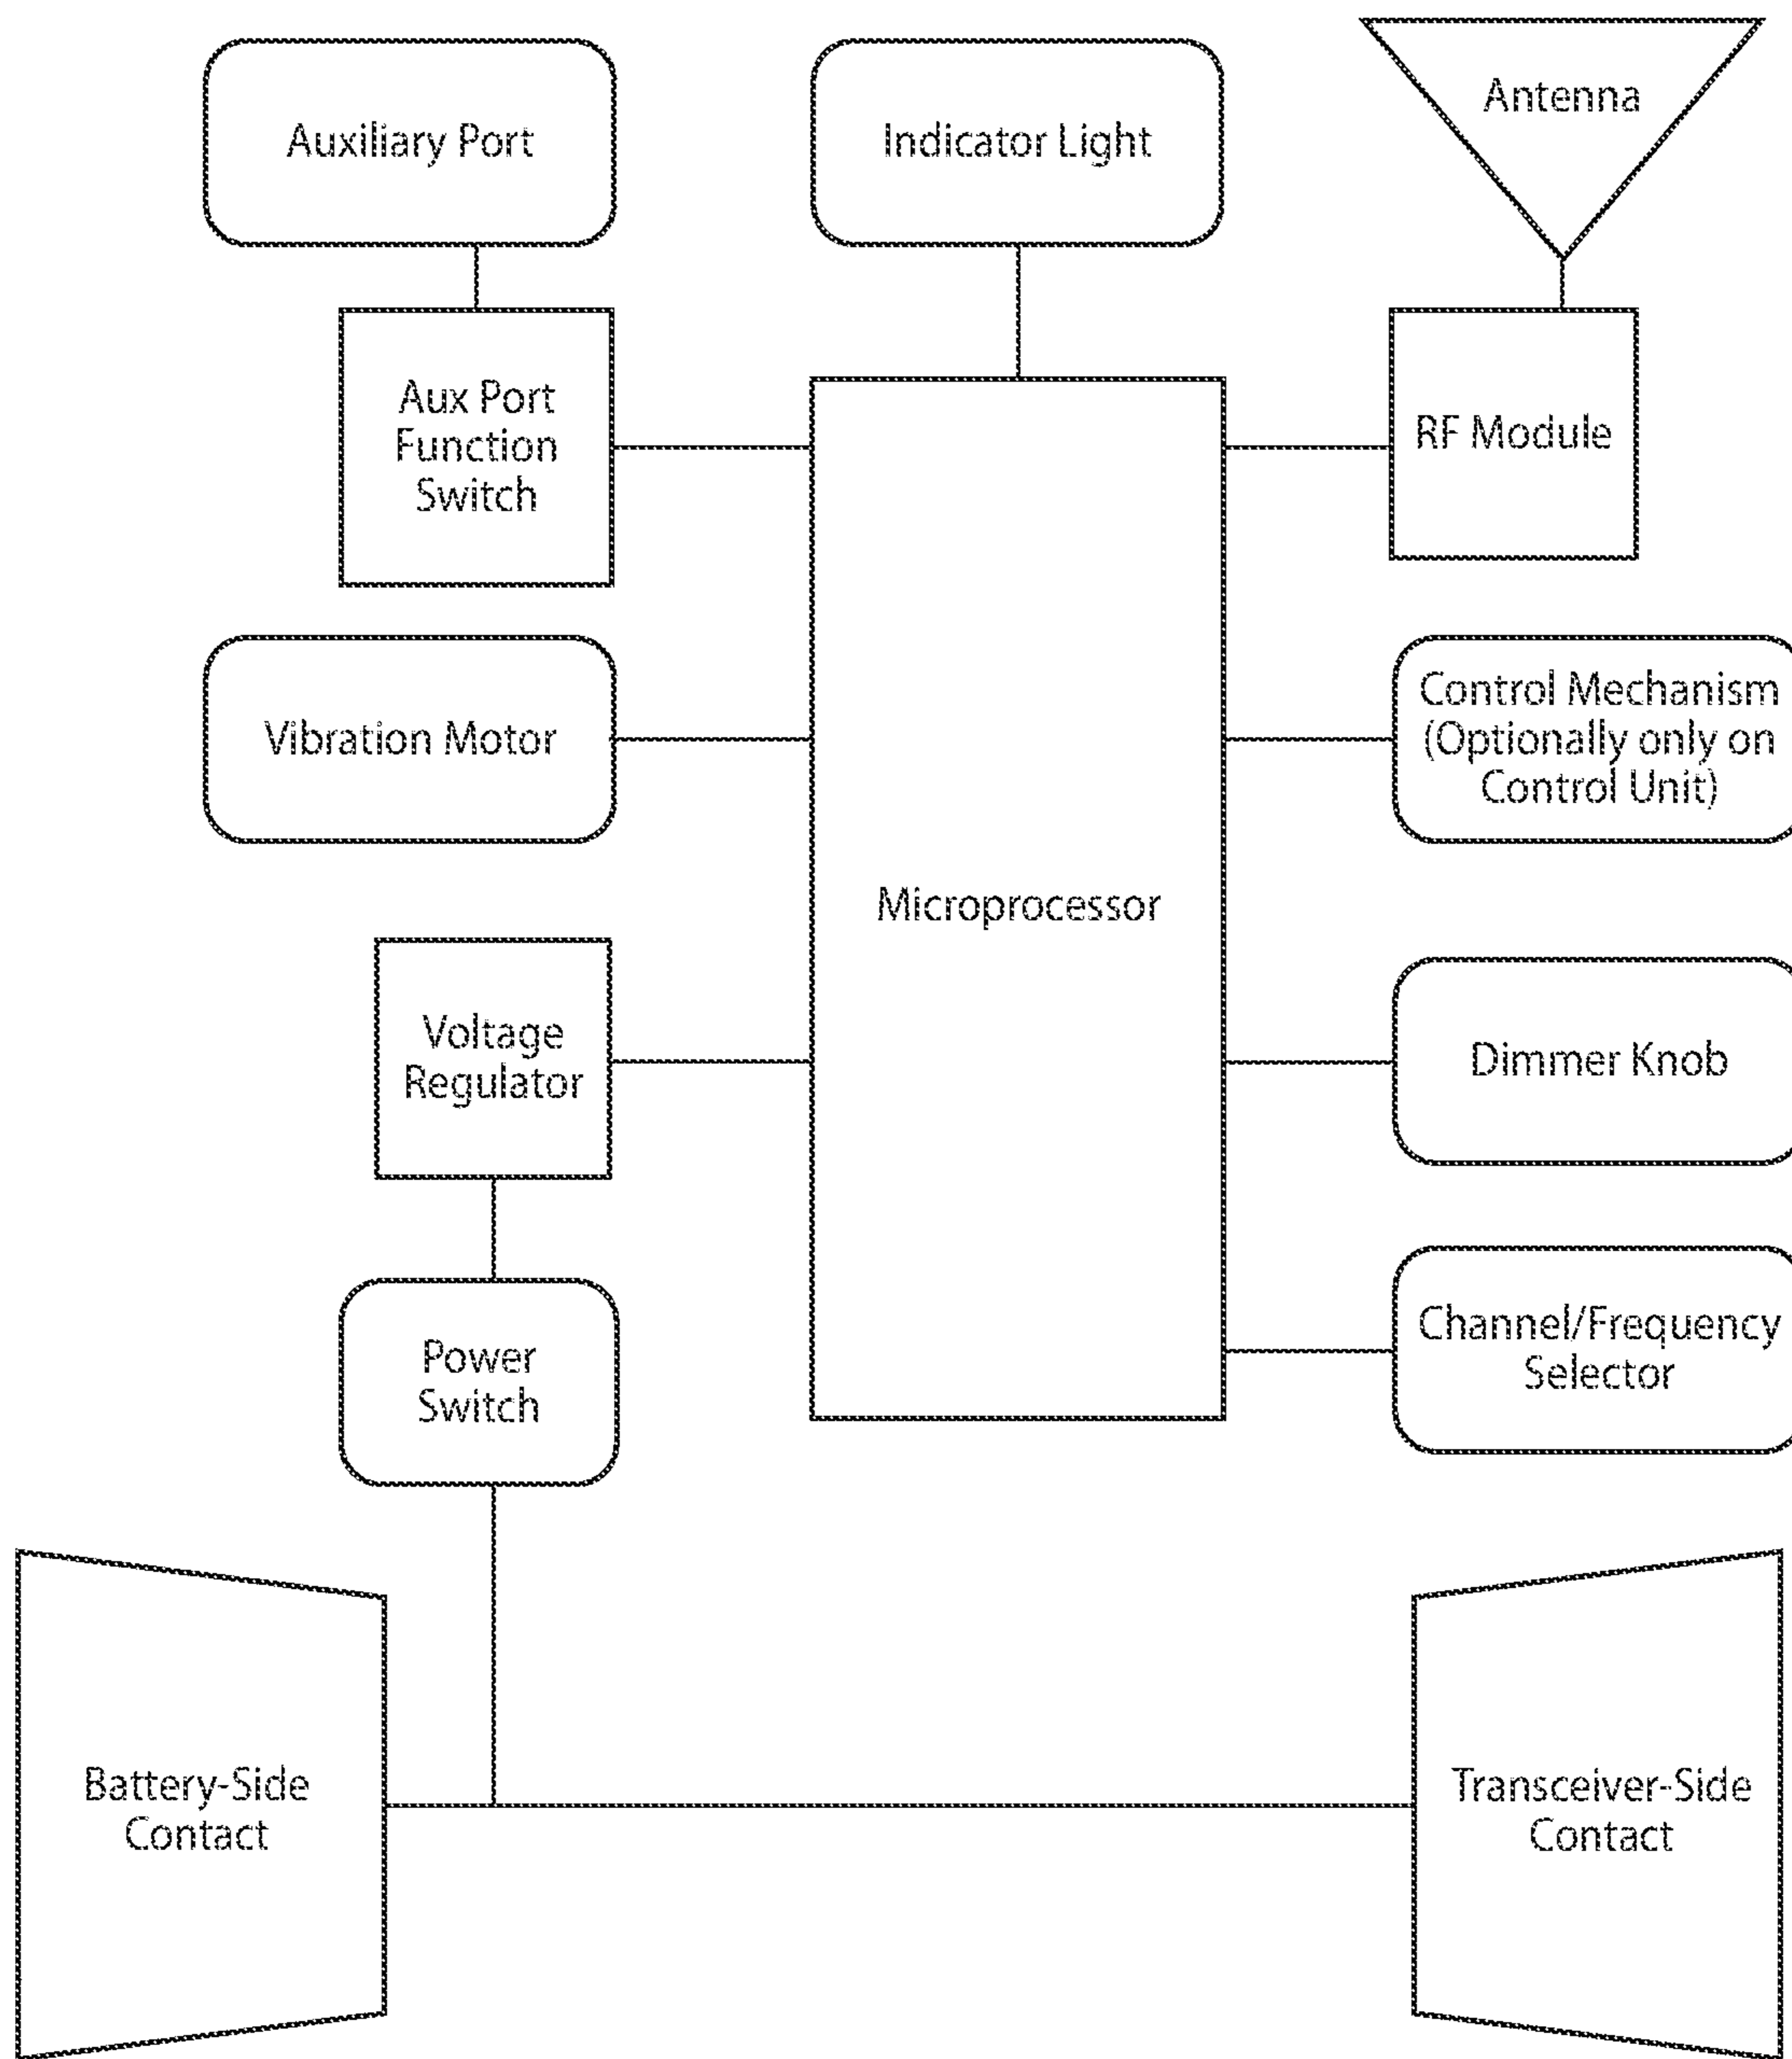 Auxiliary Port
Indicator Light
Antenna
Aux Port
Function
Switch
RF Module
Vibration Motor
Control Mechanism
(Optionally only on
Control Unit)
Microprocessor
Voltage
Regulator
Dimmer Knob
Power
Switch
Channel/Frequency
Selector
Battery-Side
Contact
Transceiver-Side
Contact